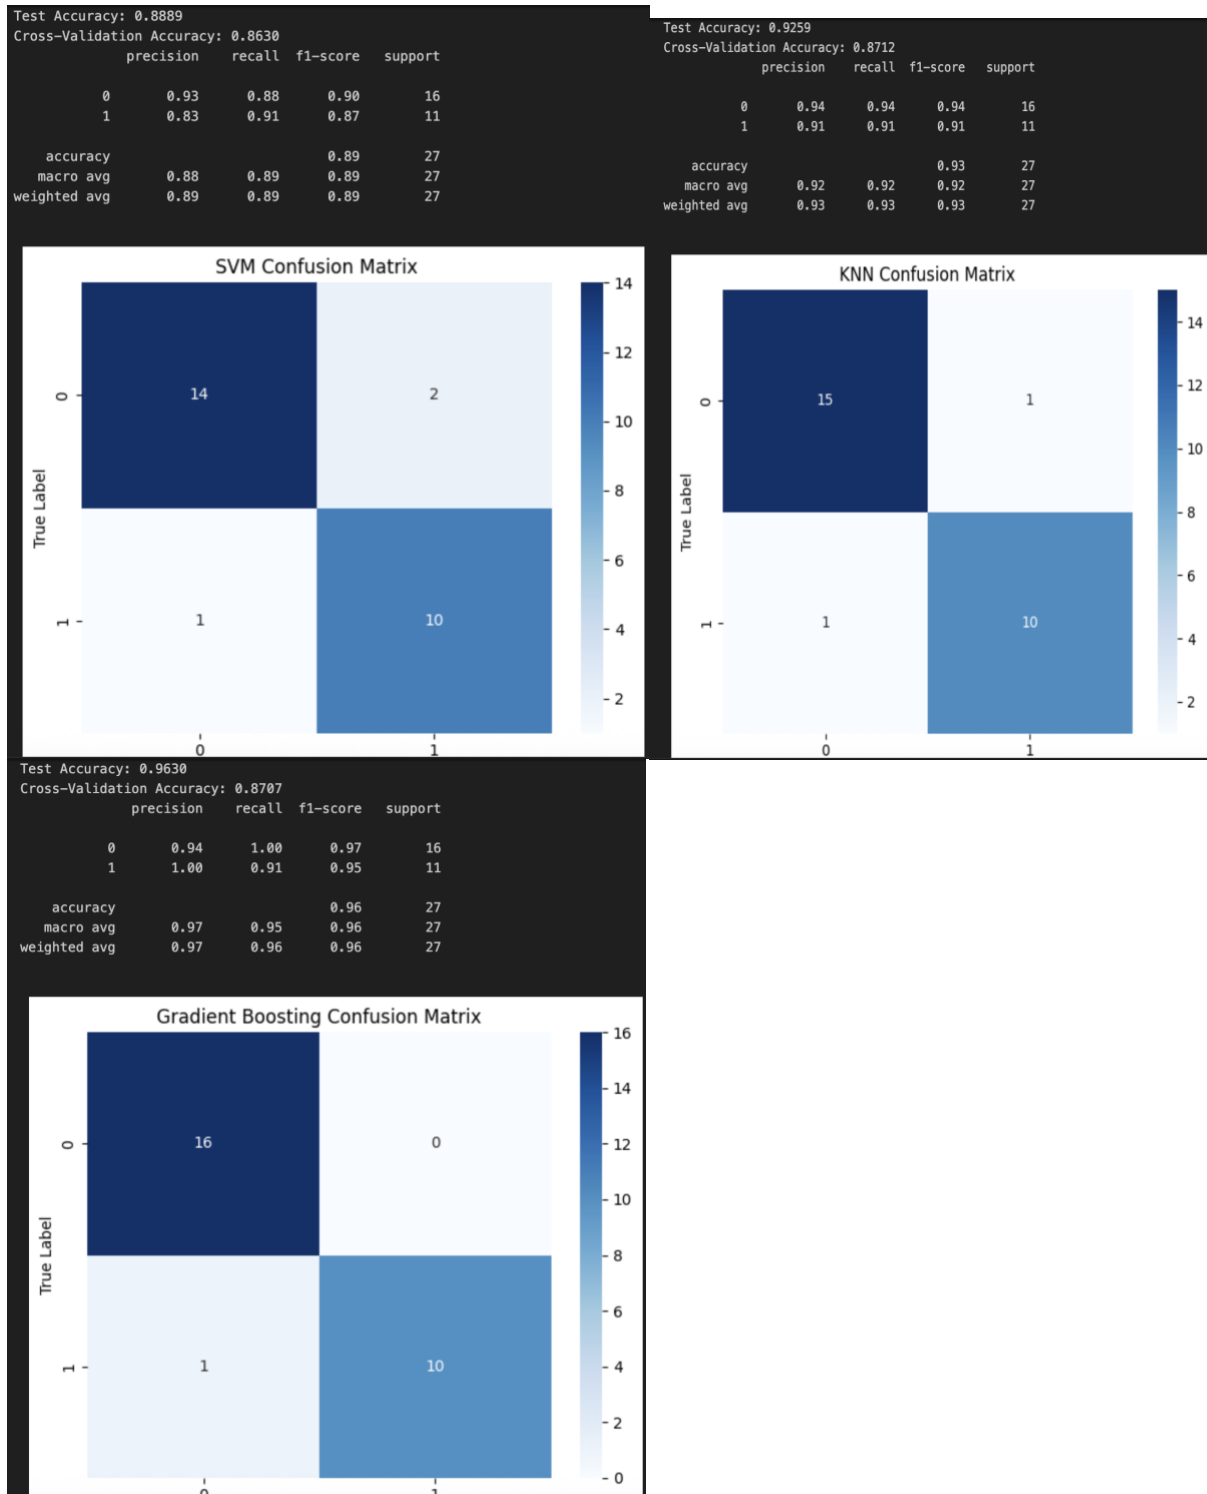 Test Accuracy: 0.8889
Cross-Validation Accuracy: 0.8630
precision recall f1-score support
0 0.93 0.88 0.90 16
1 0.83 0.91 0.87 11
accuracy 0.89 27
macro avg 0.88 0.89 0.89 27
weighted avg 0.89 0.89 0.89 27
SVM Confusion Matrix
True Label
0
1
14 2
1 10
0 1
14
12
10
8
6
4
2
Test Accuracy: 0.9259
Cross-Validation Accuracy: 0.8712
precision recall f1-score support
0 0.94 0.94 0.94 16
1 0.91 0.91 0.91 11
accuracy 0.93 27
macro avg 0.92 0.92 0.92 27
weighted avg 0.93 0.93 0.93 27
KNN Confusion Matrix
True Label
0
1
15 1
1 10
0 1
14
12
10
8
6
4
2
Test Accuracy: 0.9630
Cross-Validation Accuracy: 0.8707
precision recall f1-score support
0 0.94 1.00 0.97 16
1 1.00 0.91 0.95 11
accuracy 0.96 27
macro avg 0.97 0.95 0.96 27
weighted avg 0.97 0.96 0.96 27
Gradient Boosting Confusion Matrix
True Label
0
1
16 0
1 10
0 1
16
14
12
10
8
6
4
2
0